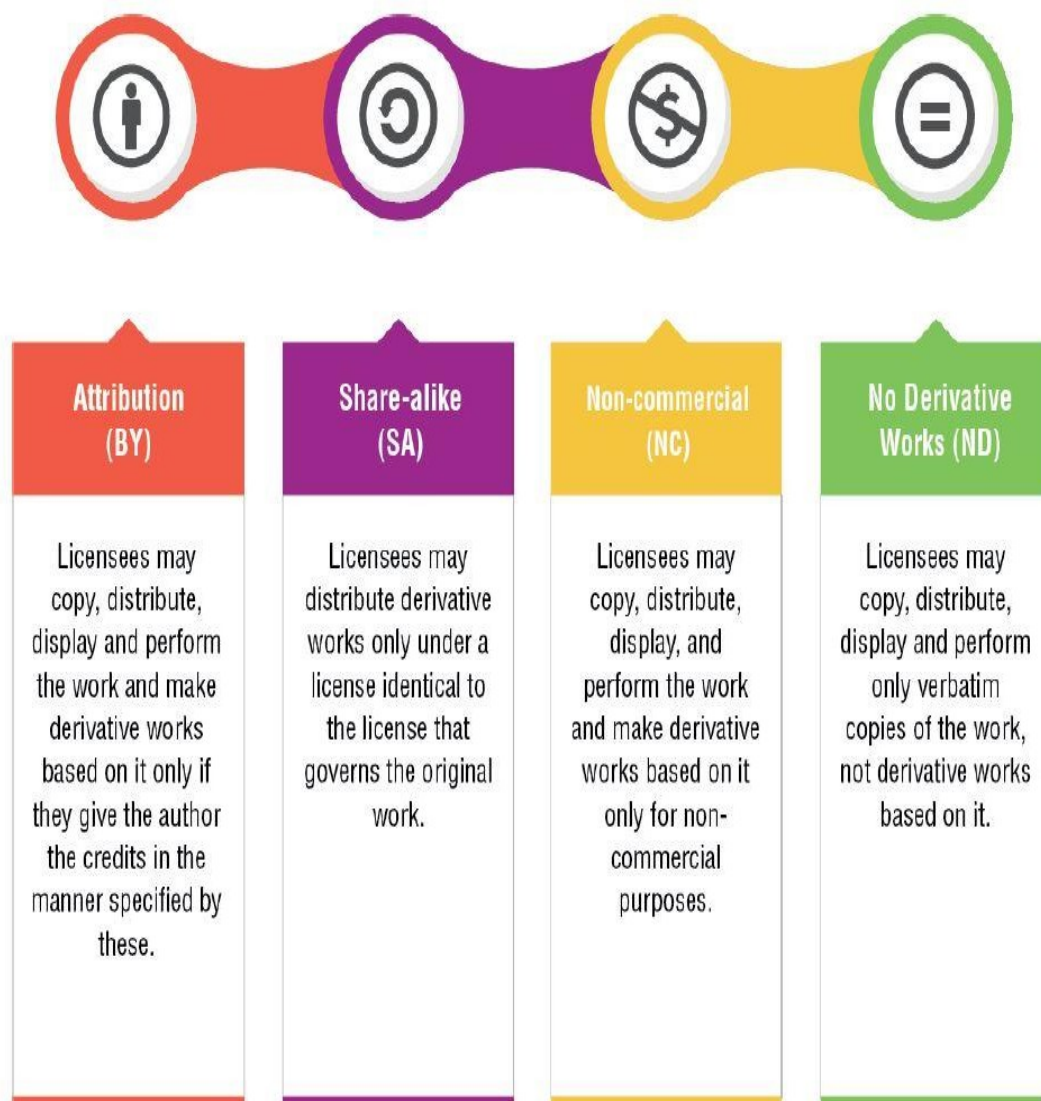 Attribution
(BY)
Licensees may
copy, distribute,
display and perform
the work and make
derivative works
based on it only if
they give the author
the credits in the
manner specified by
these.
Share-alike
(SA)
Licensees may
distribute derivative
works only under a
license identical to
the license that
governs the original
work.
Non-commercial
(NC)
Licensees may
copy, distribute,
display, and
perform the work
and make derivative
works based on it
only for non-
commercial
purposes.
No Derivative
Works (ND)
Licensees may
copy, distribute,
display and perform
only verbatim
copies of the work,
not derivative works
based on it.